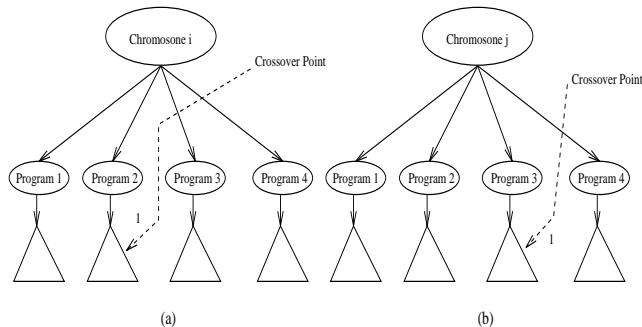 Chromosone i
Crossover Point
Program 1
Program 2
Program 3
Program 4
1
(a)
Chromosone j
Crossover Point
Program 1
Program 2
Program 3
Program 4
1
(b)